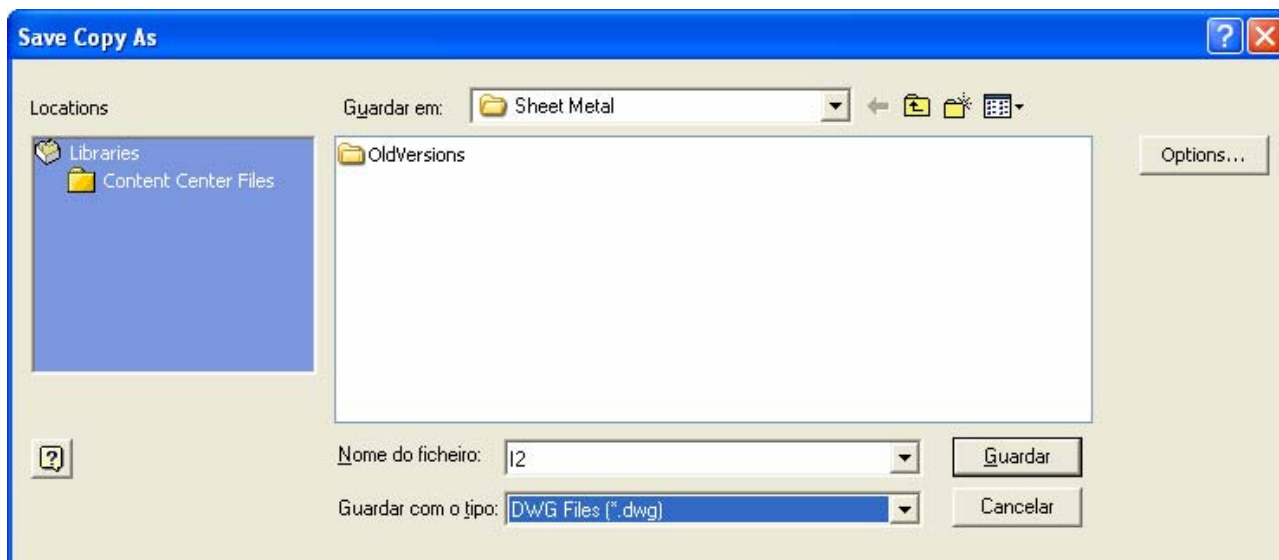 Save Copy As
Locations
Guardar em:
Sheet Metal
Libraries
Content Center Files
OldVersions
Options...
Nome do ficheiro:
I2
Guardar
Guardar com o tipo:
DWG Files (*.dwg)
Cancelar